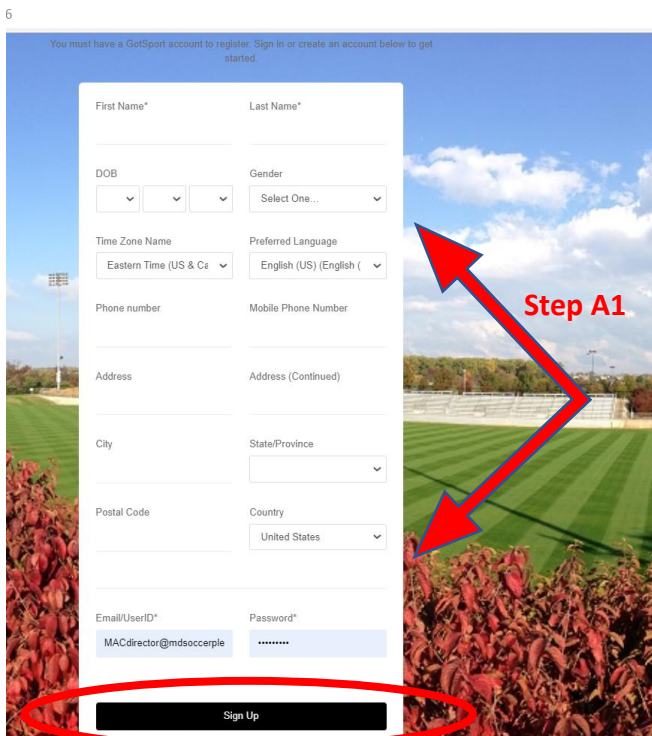 6
You must have a GotSport account to register. Sign in or create an account below to get
started.
First Name* Last Name*
DOB Gender
Select One...
Time Zone Name Preferred Language
Eastern Time (US & Ca English (US) (English (
Step A1
Phone number Mobile Phone Number
Address Address (Continued)
City State/Province
Postal Code Country
United States
Email/UserID* Password*
MACdirector@mdsoccerple •••••••••
Sign Up